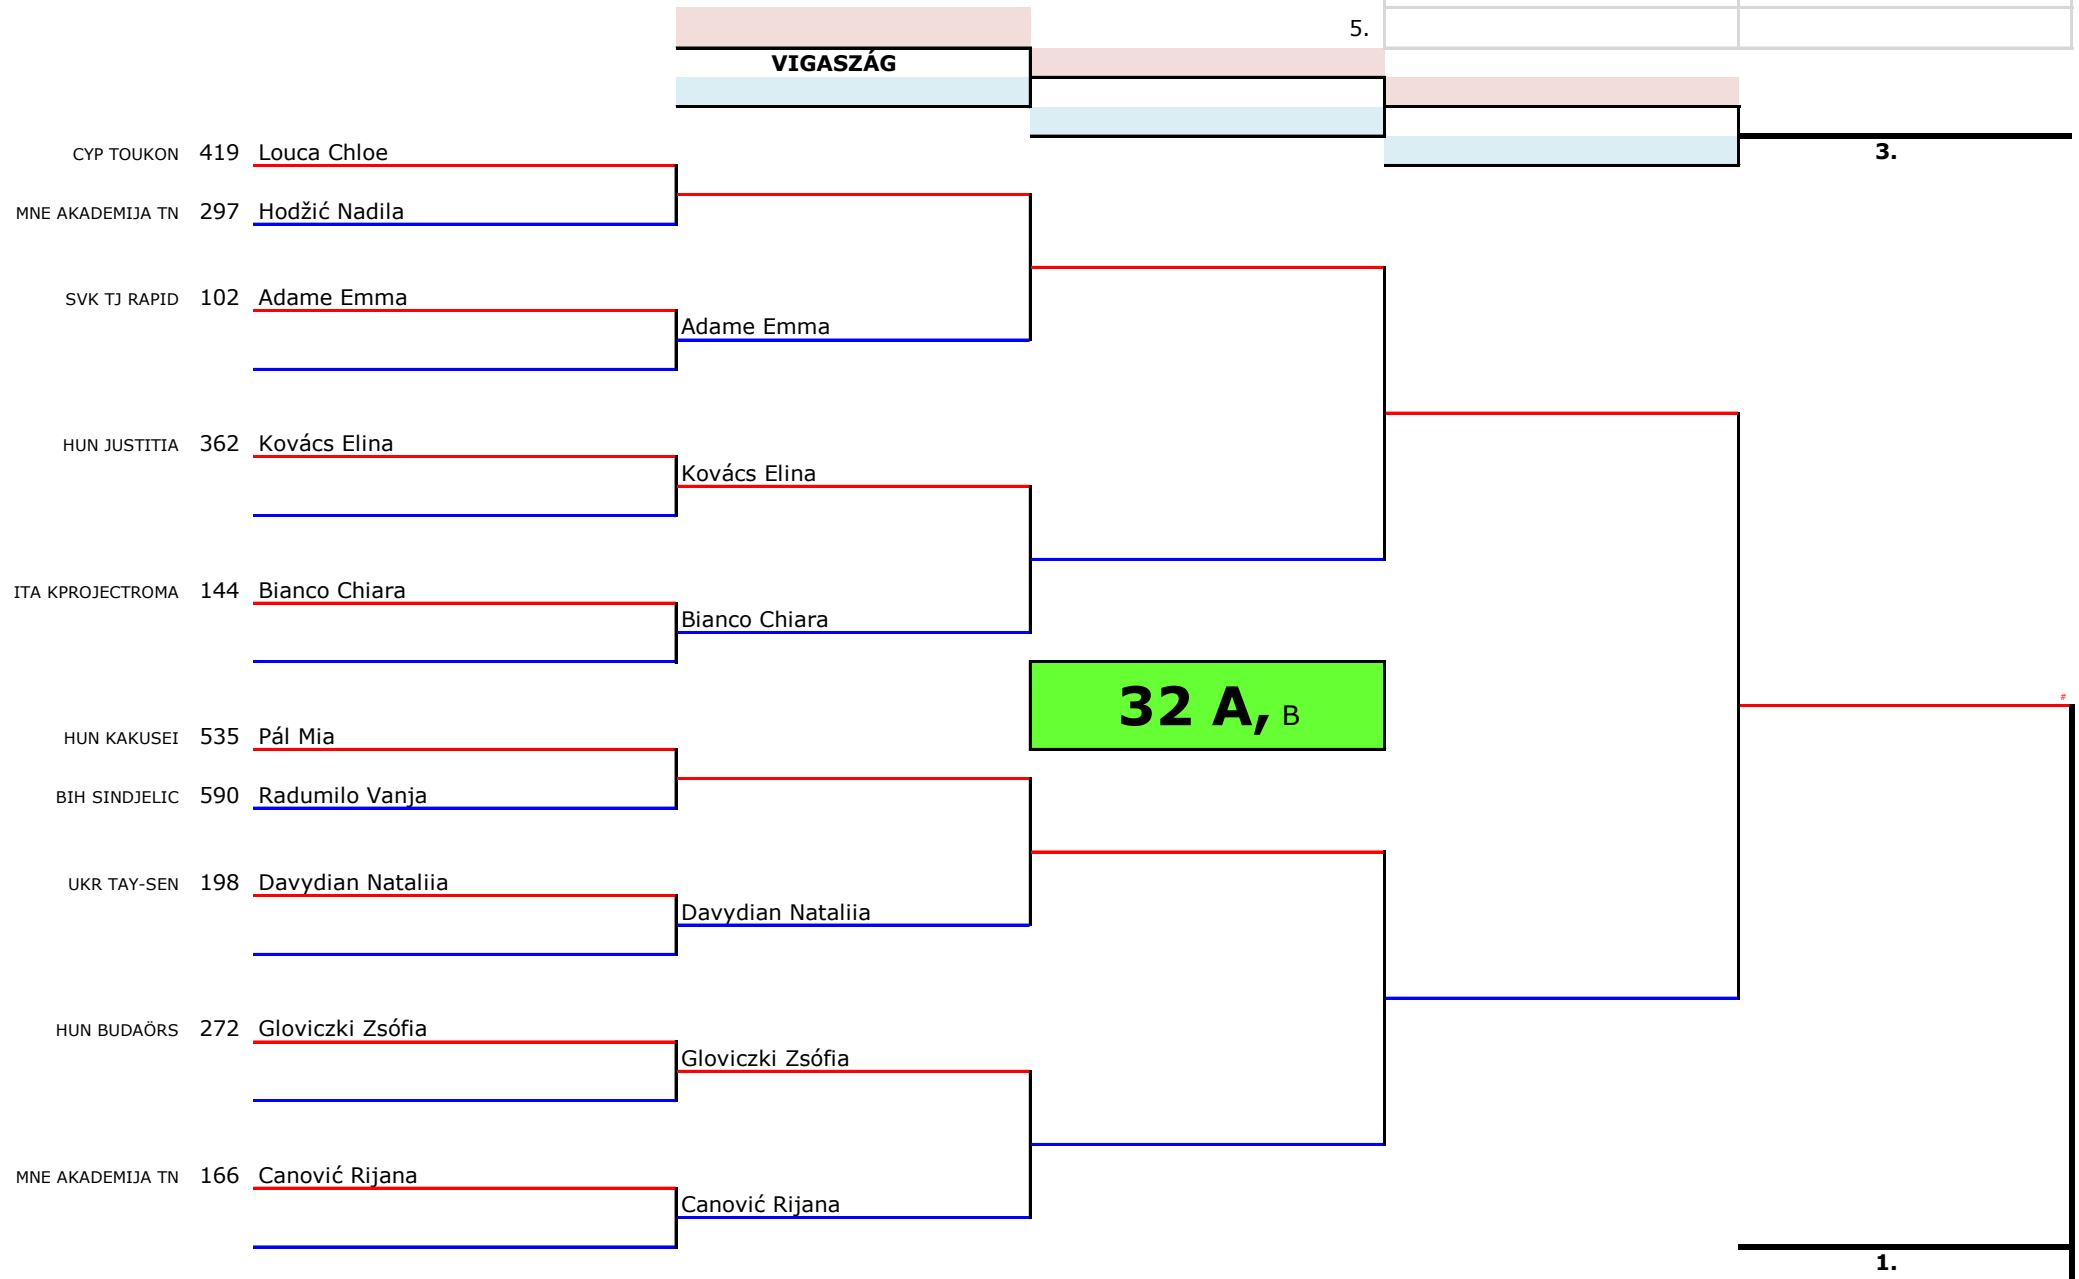 5.
VIGASZÁG
3.
CYP TOUKON 419 Louca Chloe
MNE AKADEMIJA TN 297 Hodžić Nadila
SVK TJ RAPID 102 Adame Emma
Adame Emma
HUN JUSTITIA 362 Kovács Elina
Kovács Elina
ITA KPROJECTROMA 144 Bianco Chiara
Bianco Chiara
32 A, B
#
HUN KAKUSEI 535 Pál Mia
BIH SINDJELIC 590 Radumilo Vanja
UKR TAY-SEN 198 Davydian Nataliia
Davydian Nataliia
HUN BUDAÖRS 272 Gloviczki Zsófia
Gloviczki Zsófia
MNE AKADEMIJA TN 166 Canović Rijana
Canović Rijana
1.